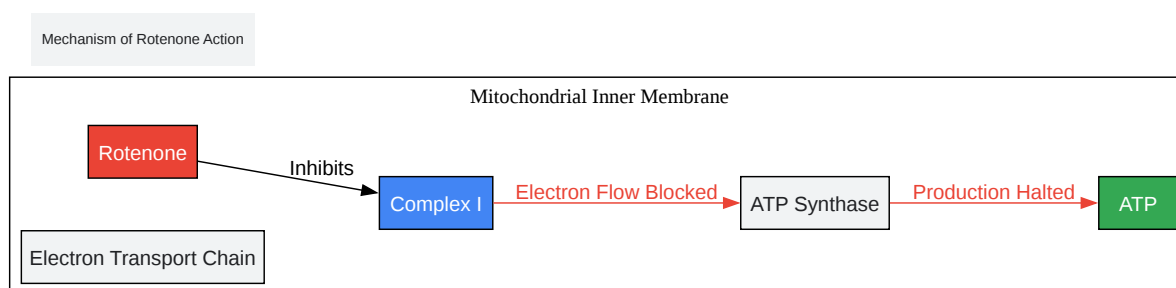 Mechanism of Rotenone Action
Mitochondrial Inner Membrane
Rotenone
Inhibits
Complex I
Electron Flow Blocked
ATP Synthase
Production Halted
ATP
Electron Transport Chain